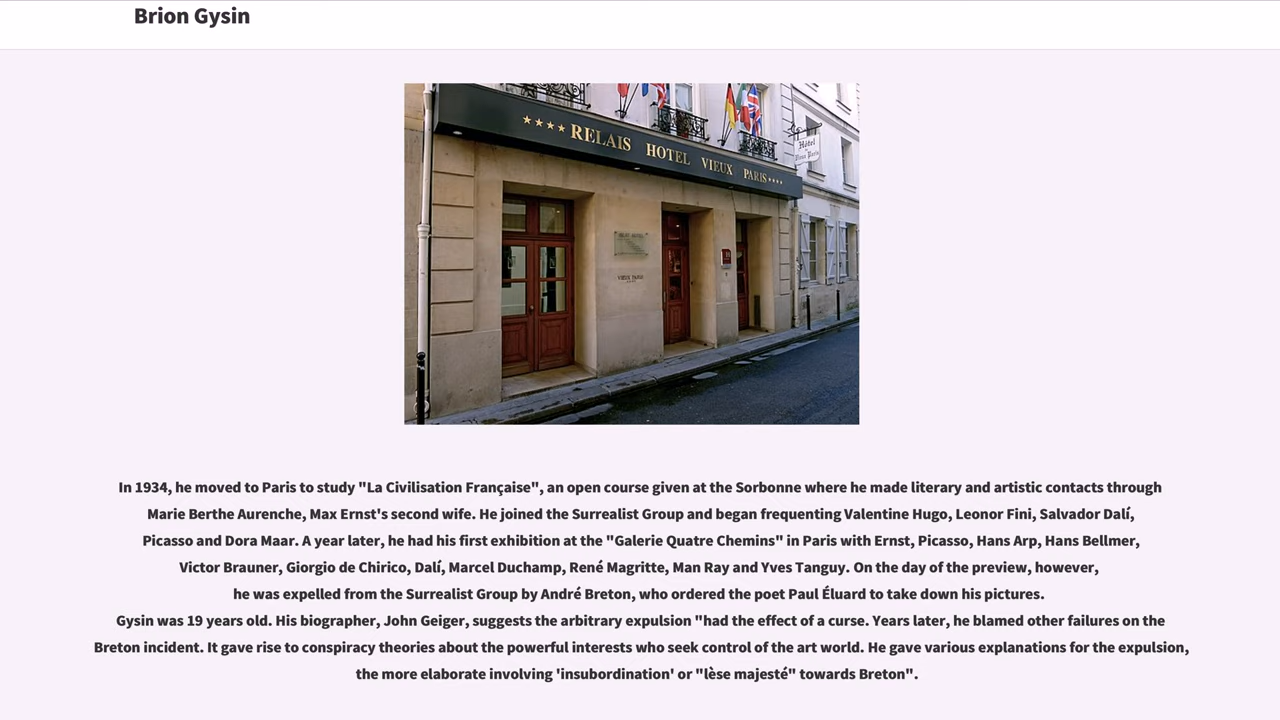 Brion Gysin
★★★★ RELAIS HOTEL VIEUX PARIS ★★★★
Hôtel
Vieux Paris
VIEUX PARIS
In 1934, he moved to Paris to study "La Civilisation Française", an open course given at the Sorbonne where he made literary and artistic contacts through
Marie Berthe Aurenche, Max Ernst's second wife. He joined the Surrealist Group and began frequenting Valentine Hugo, Leonor Fini, Salvador Dalí,
Picasso and Dora Maar. A year later, he had his first exhibition at the "Galerie Quatre Chemins" in Paris with Ernst, Picasso, Hans Arp, Hans Bellmer,
Victor Brauner, Giorgio de Chirico, Dalí, Marcel Duchamp, René Magritte, Man Ray and Yves Tanguy. On the day of the preview, however,
he was expelled from the Surrealist Group by André Breton, who ordered the poet Paul Éluard to take down his pictures.
Gysin was 19 years old. His biographer, John Geiger, suggests the arbitrary expulsion "had the effect of a curse. Years later, he blamed other failures on the
Breton incident. It gave rise to conspiracy theories about the powerful interests who seek control of the art world. He gave various explanations for the expulsion,
the more elaborate involving 'insubordination' or "lèse majesté" towards Breton".